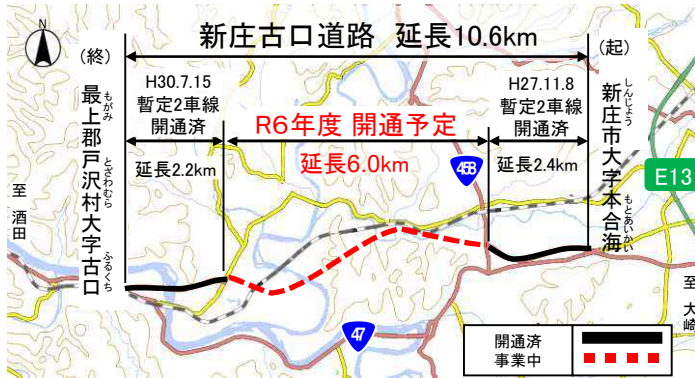 新庄古口道路 延長10.6km
N
(終)
(起)
H30.7.15
暫定2車線
開通済
延長2.2km
R6年度 開通予定
延長6.0km
H27.11.8
暫定2車線
開通済
延長2.4km
最上郡戸沢村大字古口
もがみ
とざわむら
ふるくち
新庄市大字本合海
しんじょう
もとあいかい
至 酒田
458
E13
47
至 大崎
開通済
事業中